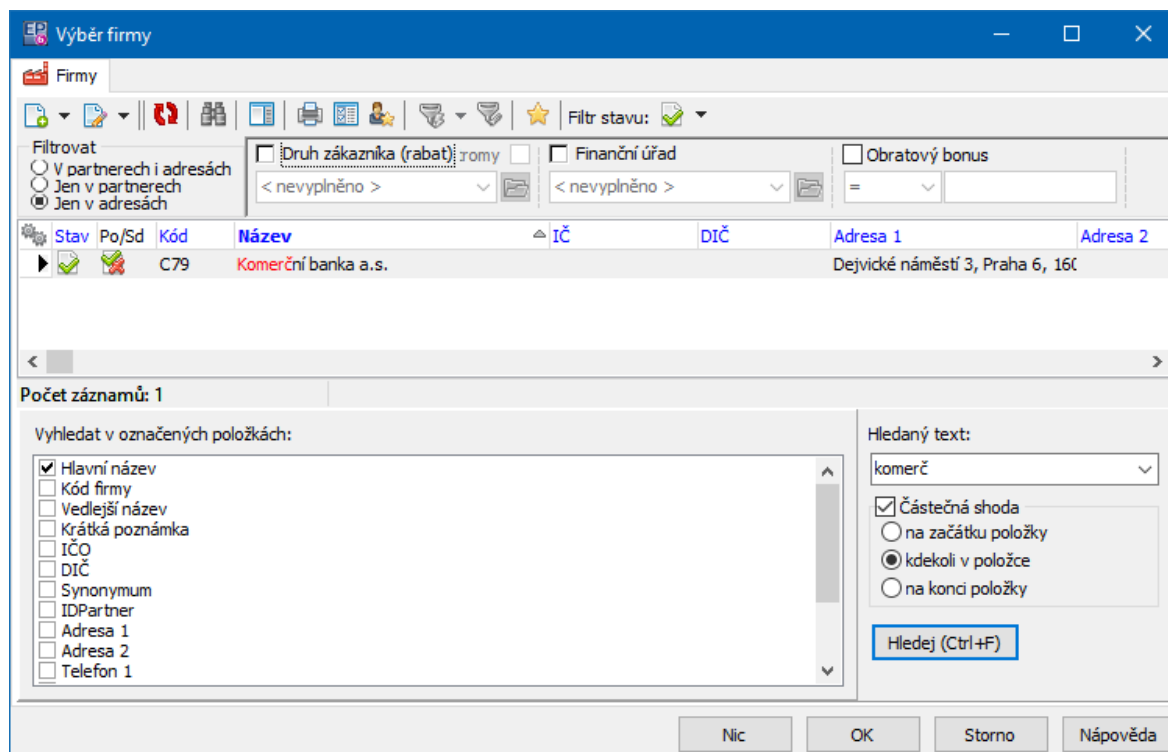 Výběr firmy
Firmy
Filtr stavu:
Filtrovat
V partnerech i adresách
Jen v partnerech
Jen v adresách
Druh zákazníka (rabat) romy
< nevyplněno >
Finanční úřad
< nevyplněno >
Obratový bonus
=
Stav Po/Sd Kód Název IČ DIČ Adresa 1 Adresa 2
C79 Komerční banka a.s. Dejvické náměstí 3, Praha 6, 160
Počet záznamů: 1
Vyhledat v označených položkách:
Hlavní název
Kód firmy
Vedlejší název
Krátká poznámka
IČO
DIČ
Synonymum
IDPartner
Adresa 1
Adresa 2
Telefon 1
Hledaný text:
komerč
Částečná shoda
na začátku položky
kdekoli v položce
na konci položky
Hledej (Ctrl+F)
Nic OK Storno Nápověda